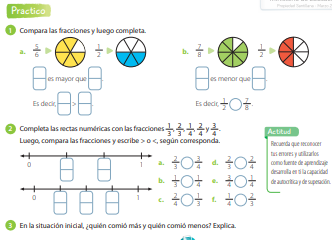 Practico
1 Compara las fracciones y luego completa.
a. 5/6 1/2 b. 7/8 1/2
es mayor que es menor que
Es decir, > . Es decir, 1/2 7/8 .
2 Completa las rectas numéricas con las fracciones 1/3, 2/3, 1/4, 2/4 y 3/4.
Luego, compara las fracciones y escribe > o <, según corresponda.
0 1
0 1
a. 2/3 3/4 d. 2/3 2/4
b. 1/3 1/4 e. 3/4 1/4
c. 2/4 1/3 f. 1/4 2/4
Actitud
Recuerda que reconocer
tus errores y utilizarlos
como fuente de aprendizaje
desarrolla en ti la capacidad
de autocrítica y de superación.
3 En la situación inicial, ¿quién comió más y quién comió menos? Explica.